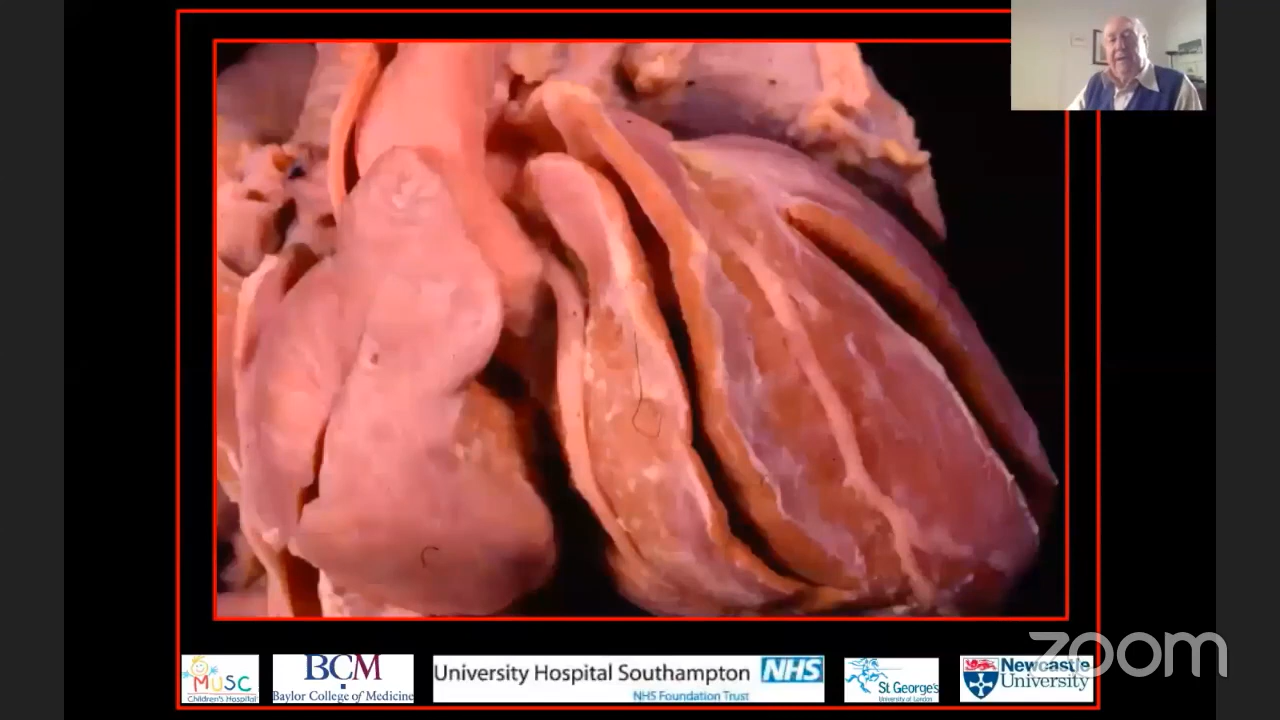 MUSC
Children's Hospital
BCM
Baylor College of Medicine
University Hospital Southampton NHS
NHS Foundation Trust
St George's
University of London
Newcastle
University
zoom